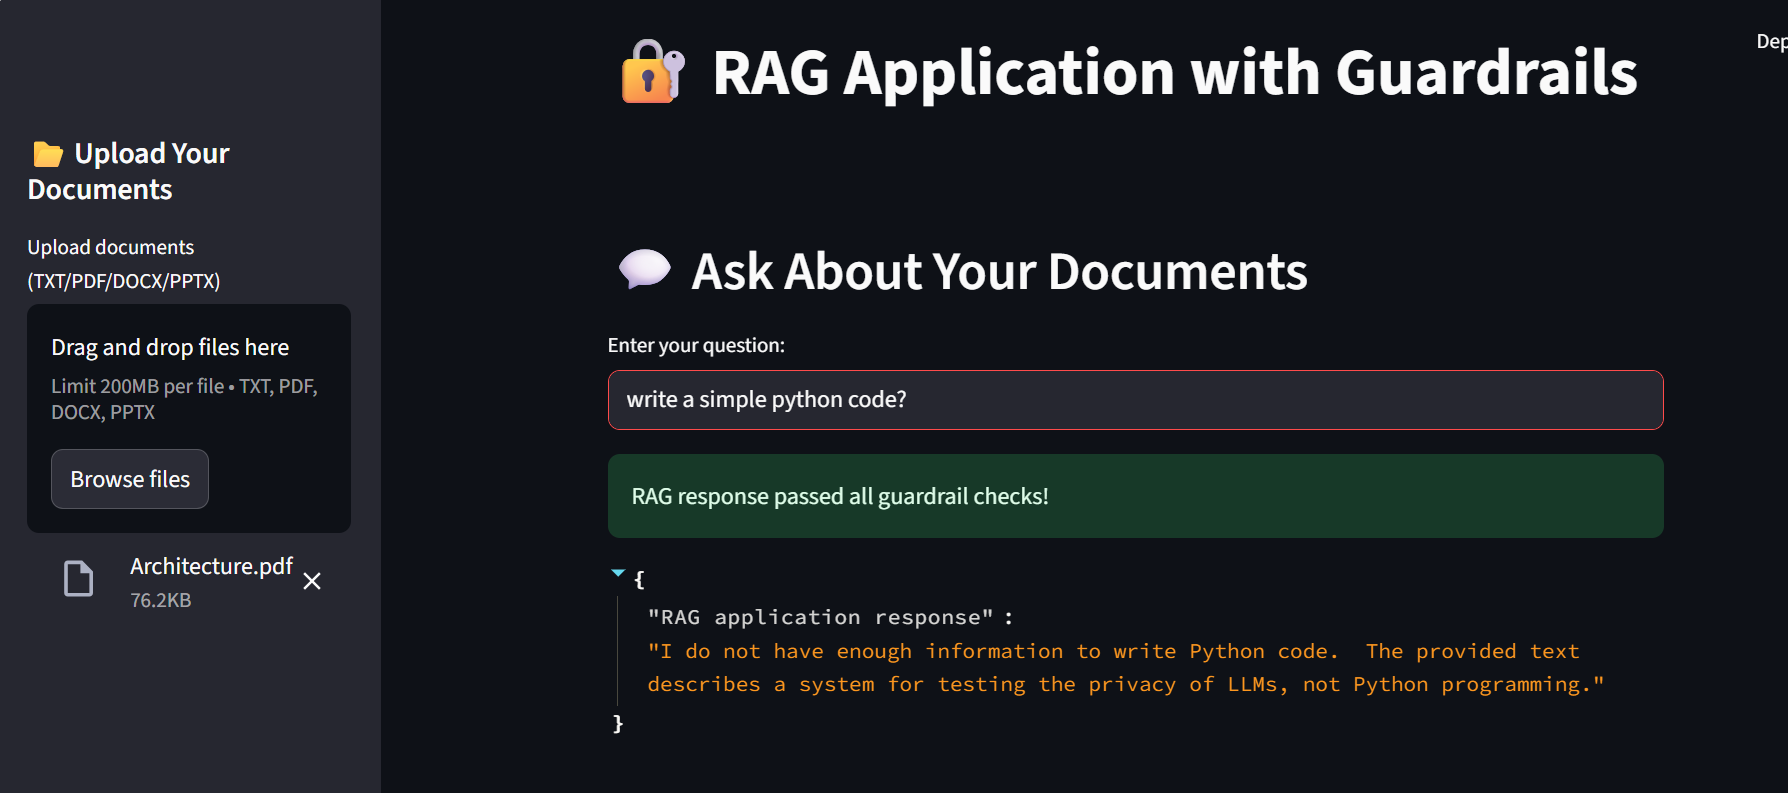 Upload Your
Documents
Upload documents
(TXT/PDF/DOCX/PPTX)
Drag and drop files here
Limit 200MB per file • TXT, PDF,
DOCX, PPTX
Browse files
Architecture.pdf
76.2KB
RAG Application with Guardrails
Dep
Ask About Your Documents
Enter your question:
write a simple python code?
RAG response passed all guardrail checks!
{
"RAG application response" :
"I do not have enough information to write Python code.  The provided text
describes a system for testing the privacy of LLMs, not Python programming."
}